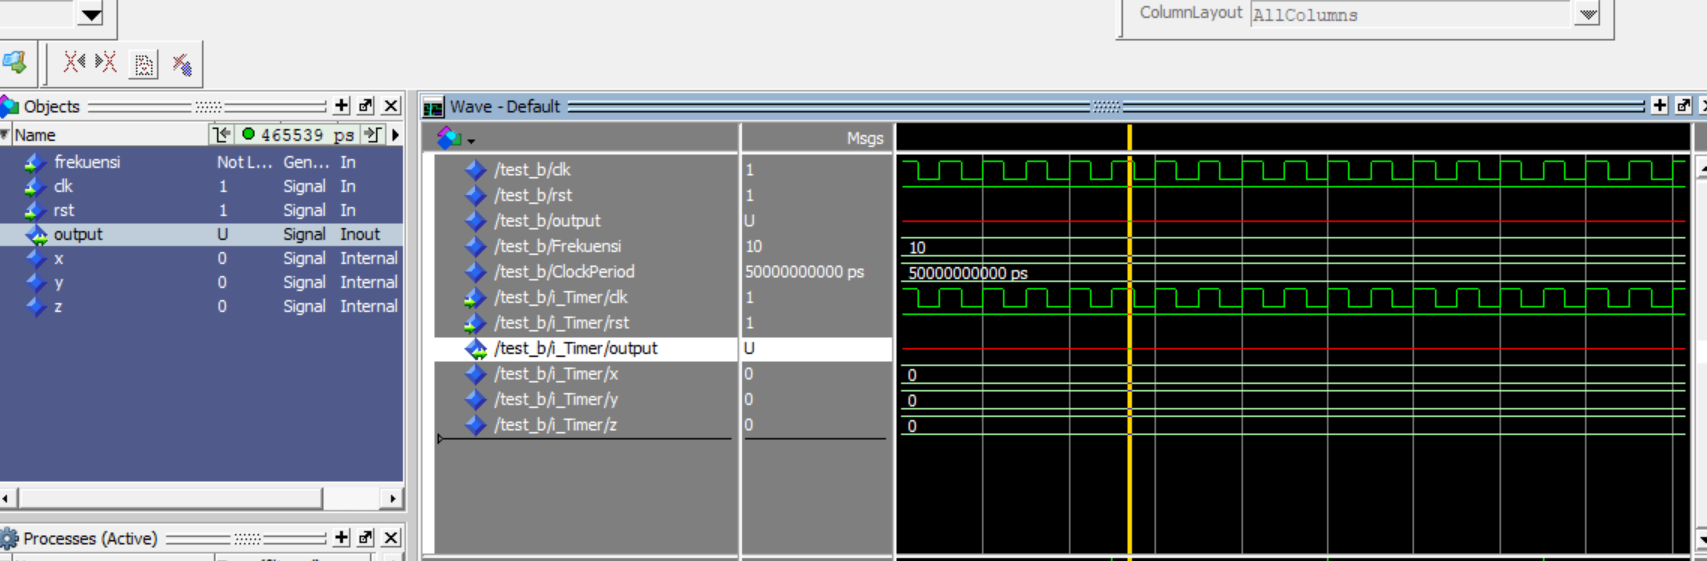 ColumnLayout AllColumns
Objects
Name 465539 ps
frekuensi Not L... Gen... In
clk 1 Signal In
rst 1 Signal In
output U Signal Inout
x 0 Signal Internal
y 0 Signal Internal
z 0 Signal Internal
Processes (Active)
Wave - Default
Msgs
/test_b/clk 1
/test_b/rst 1
/test_b/output U
/test_b/Frekuensi 10 10
/test_b/ClockPeriod 50000000000 ps 50000000000 ps
/test_b/i_Timer/clk 1
/test_b/i_Timer/rst 1
/test_b/i_Timer/output U
/test_b/i_Timer/x 0 0
/test_b/i_Timer/y 0 0
/test_b/i_Timer/z 0 0